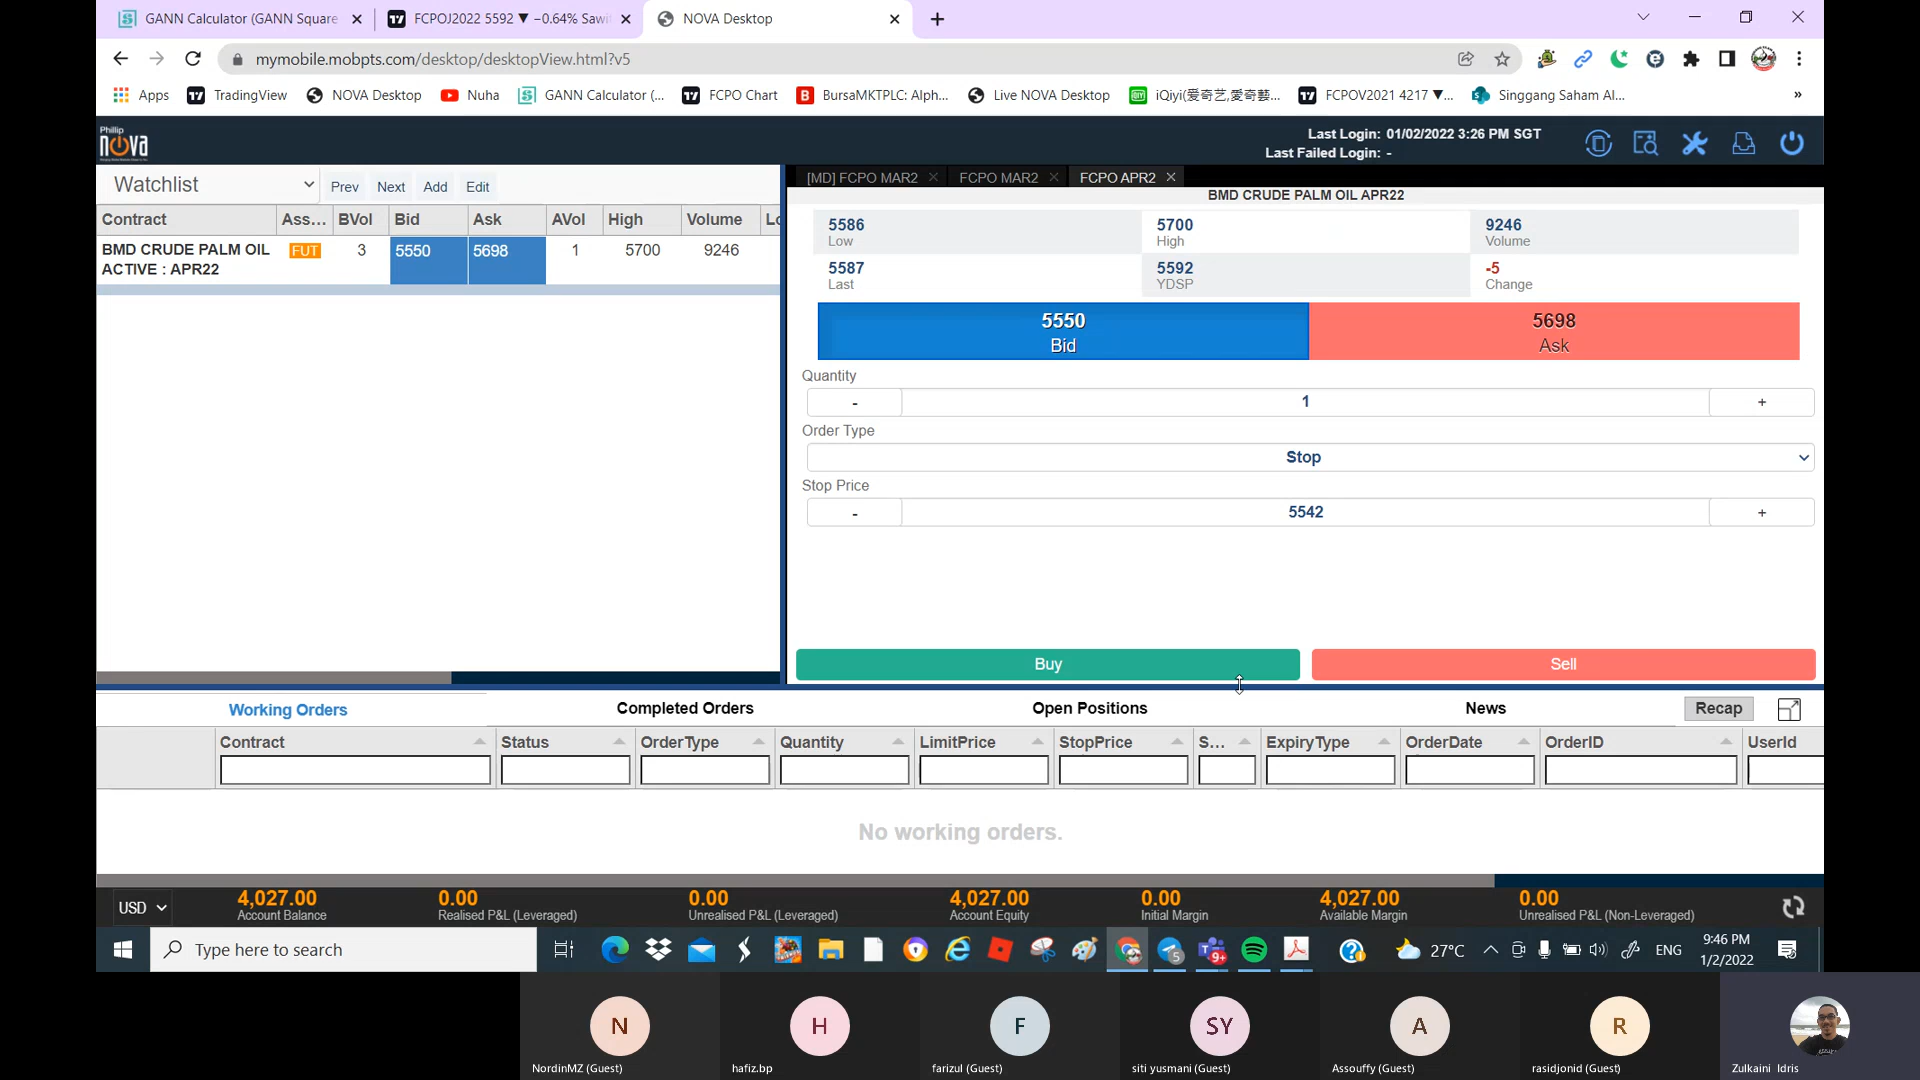 GANN Calculator (GANN Square
FCPOJ2022 5592 ▼ −0.64% Sawi
NOVA Desktop
mymobile.mobpts.com/desktop/desktopView.html?v5
Apps
TradingView
NOVA Desktop
Nuha
GANN Calculator (...
FCPO Chart
BursaMKTPLC: Alph...
Live NOVA Desktop
iQiyi(爱奇艺,愛奇藝...
FCPOV2021 4217 ▼...
Singgang Saham Al...
»
Phillip
nova
Last Login: 01/02/2022 3:26 PM SGT
Last Failed Login: -
Watchlist
Prev
Next
Add
Edit
[MD] FCPO MAR2
FCPO MAR2
FCPO APR2
BMD CRUDE PALM OIL APR22
Contract
Ass...
BVol
Bid
Ask
AVol
High
Volume
Lo
BMD CRUDE PALM OIL
ACTIVE : APR22
FUT
3
5550
5698
1
5700
9246
5586
Low
5700
High
9246
Volume
5587
Last
5592
YDSP
-5
Change
5550
Bid
5698
Ask
Quantity
-
1
+
Order Type
Stop
Stop Price
-
5542
+
Buy
Sell
Working Orders
Completed Orders
Open Positions
News
Recap
Contract
Status
OrderType
Quantity
LimitPrice
StopPrice
S...
ExpiryType
OrderDate
OrderID
UserId
No working orders.
USD
4,027.00
Account Balance
0.00
Realised P&L (Leveraged)
0.00
Unrealised P&L (Leveraged)
4,027.00
Account Equity
0.00
Initial Margin
4,027.00
Available Margin
0.00
Unrealised P&L (Non-Leveraged)
Type here to search
5
9+
27°C
ENG
9:46 PM
1/2/2022
N
NordinMZ (Guest)
H
hafiz.bp
F
farizul (Guest)
SY
siti yusmani (Guest)
A
Assouffy (Guest)
R
rasidjonid (Guest)
Zulkaini Idris